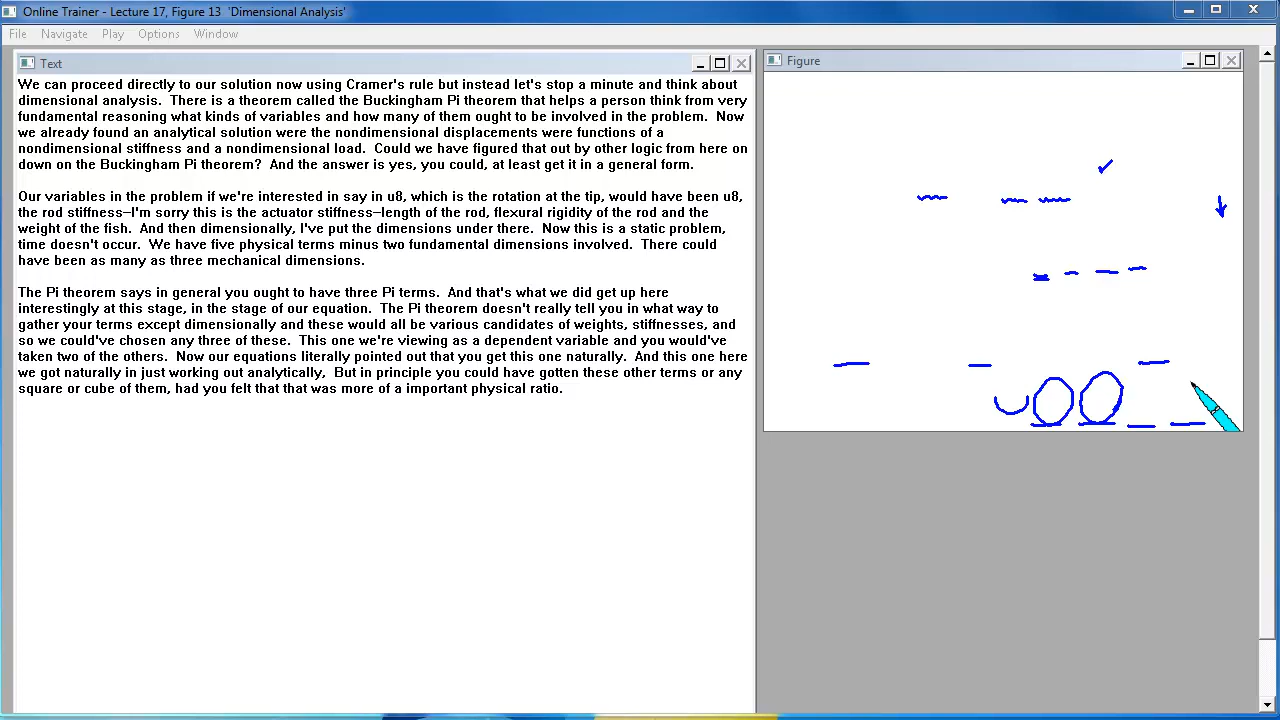 Online Trainer - Lecture 17, Figure 13  'Dimensional Analysis'
File Navigate Play Options Window
Text
We can proceed directly to our solution now using Cramer's rule but instead let's stop a minute and think about
dimensional analysis.  There is a theorem called the Buckingham Pi theorem that helps a person think from very
fundamental reasoning what kinds of variables and how many of them ought to be involved in the problem.  Now
we already found an analytical solution were the nondimensional displacements were functions of a
nondimensional stiffness and a nondimensional load.  Could we have figured that out by other logic from here on
down on the Buckingham Pi theorem?  And the answer is yes, you could, at least get it in a general form.
Our variables in the problem if we're interested in say in u8, which is the rotation at the tip, would have been u8,
the rod stiffness–I'm sorry this is the actuator stiffness–length of the rod, flexural rigidity of the rod and the
weight of the fish.  And then dimensionally, I've put the dimensions under there.  Now this is a static problem,
time doesn't occur.  We have five physical terms minus two fundamental dimensions involved.  There could
have been as many as three mechanical dimensions.
The Pi theorem says in general you ought to have three Pi terms.  And that's what we did get up here
interestingly at this stage, in the stage of our equation.  The Pi theorem doesn't really tell you in what way to
gather your terms except dimensionally and these would all be various candidates of weights, stiffnesses, and
so we could've chosen any three of these.  This one we're viewing as a dependent variable and you would've
taken two of the others.  Now our equations literally pointed out that you get this one naturally.  And this one here
we got naturally in just working out analytically,  But in principle you could have gotten these other terms or any
square or cube of them, had you felt that that was more of a important physical ratio.
Figure